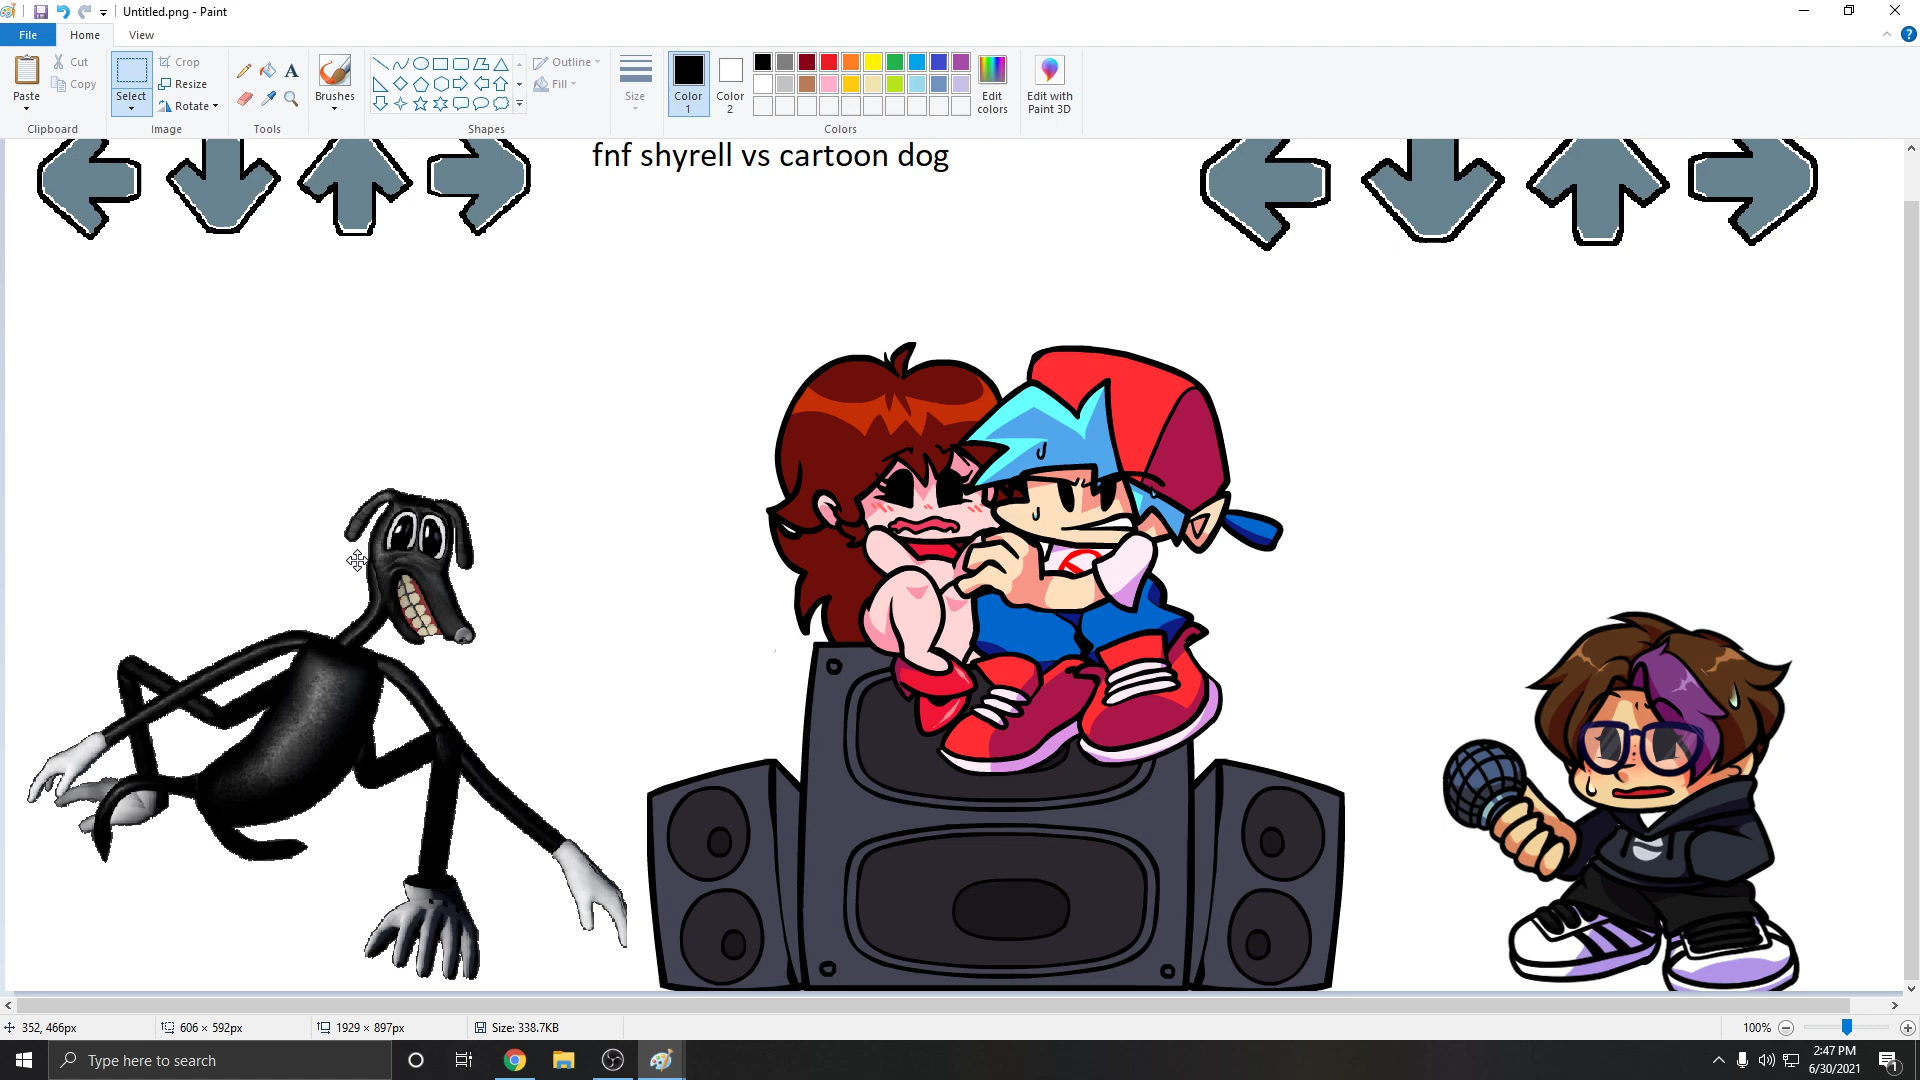 Untitled.png - Paint
File
Home
View
Paste
Cut
Copy
Clipboard
Select
Crop
Resize
Rotate
Image
Tools
Brushes
Shapes
Outline
Fill
Size
Color 1
Color 2
Colors
Edit colors
Edit with Paint 3D
fnf shyrell vs cartoon dog
352, 466px
606 × 592px
1929 × 897px
Size: 338.7KB
100%
Type here to search
2:47 PM
6/30/2021
1